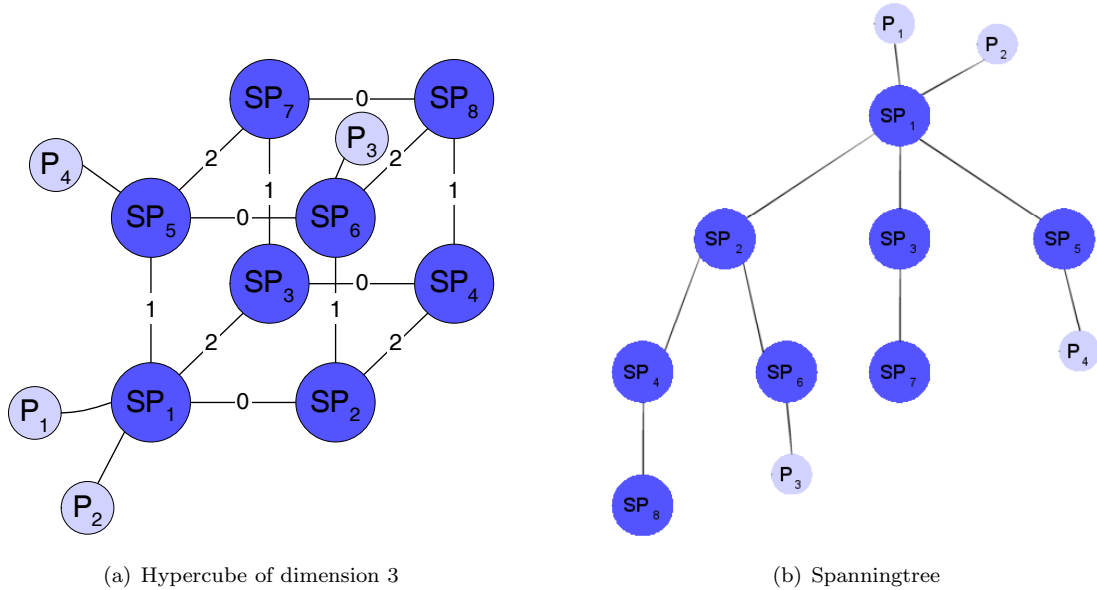 SP₇ 0 SP₈
P₃
P₄ 2 2
1 1
SP₅ 0 SP₆
SP₃ 0 SP₄
1 1
2 2
P₁ SP₁ 0 SP₂
P₂
(a) Hypercube of dimension 3
P₁
P₂
SP₁
SP₂ SP₃ SP₅
P₄
SP₄ SP₆ SP₇
P₃
SP₈
(b) Spanningtree